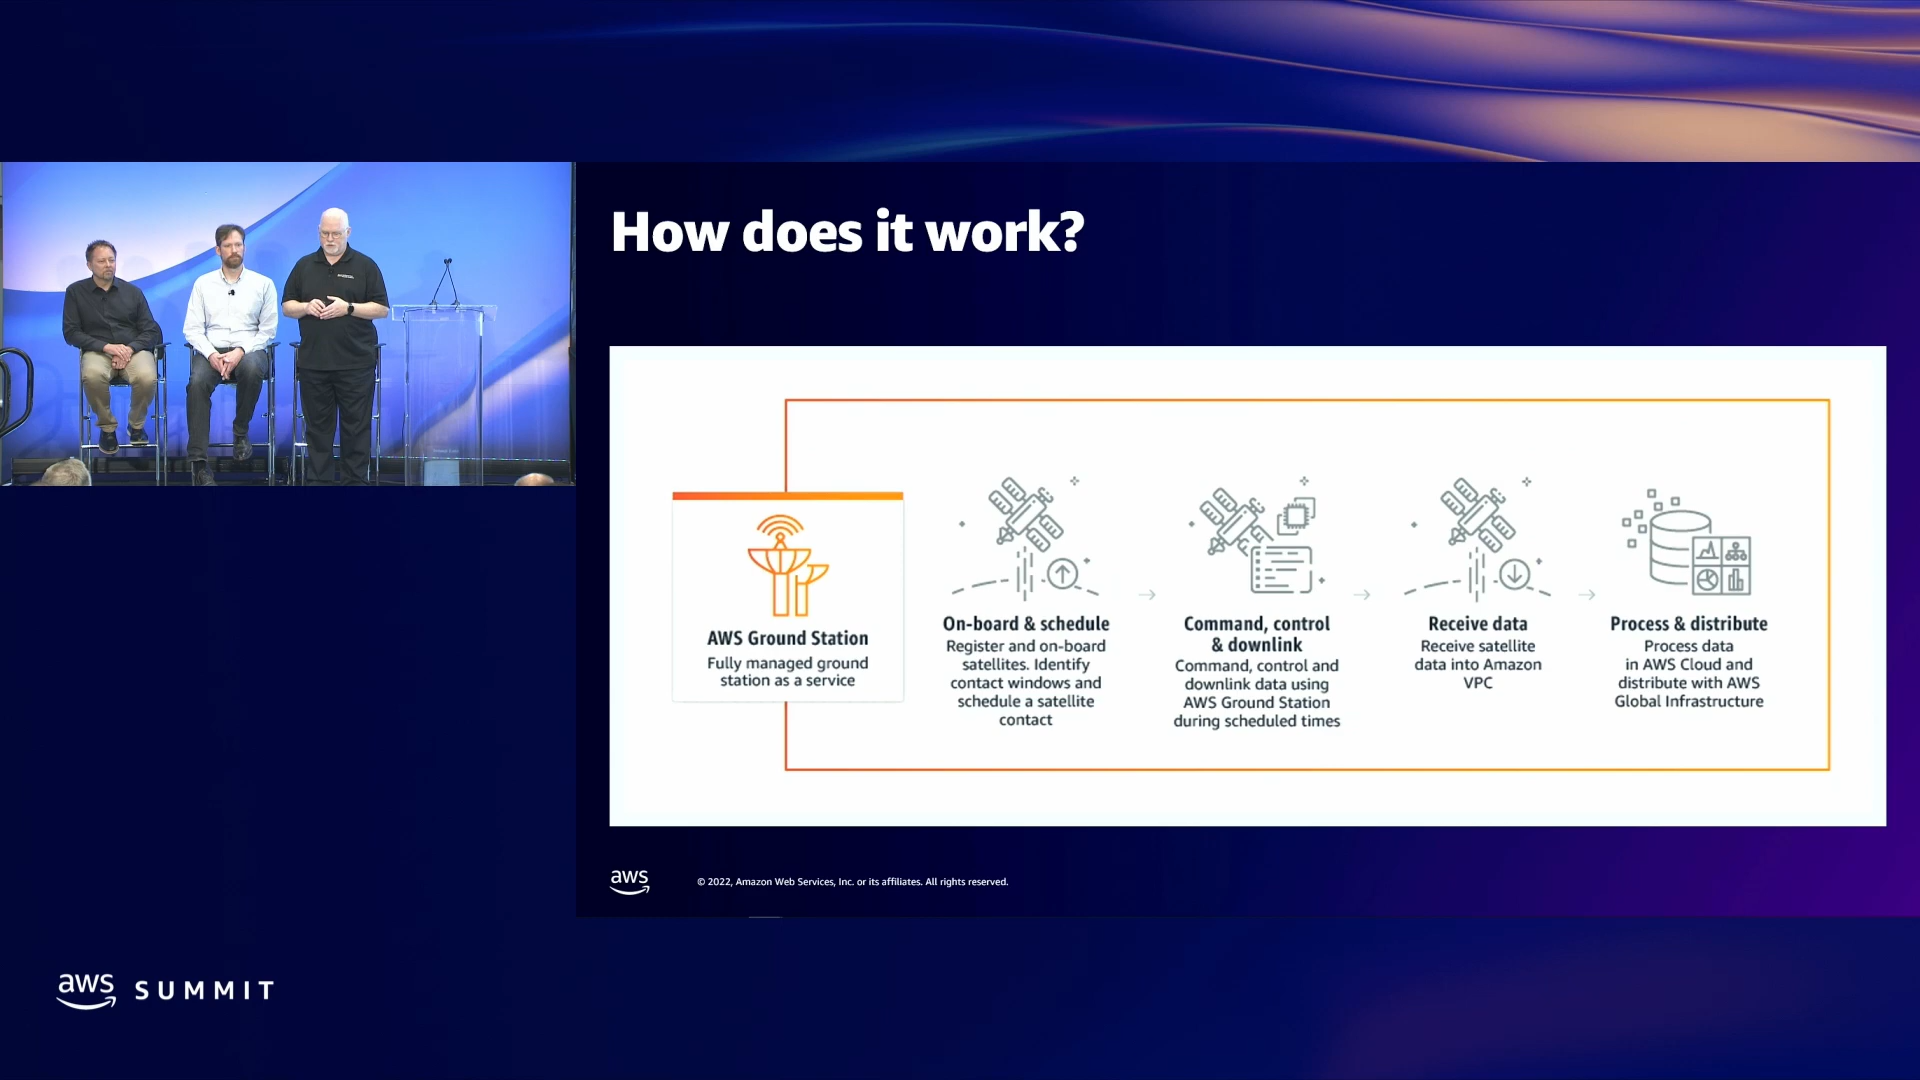 How does it work?
AWS Ground Station
Fully managed ground
station as a service
On-board & schedule
Register and on-board
satellites. Identify
contact windows and
schedule a satellite
contact
Command, control
& downlink
Command, control and
downlink data using
AWS Ground Station
during scheduled times
Receive data
Receive satellite
data into Amazon
VPC
Process & distribute
Process data
in AWS Cloud and
distribute with AWS
Global Infrastructure
aws
© 2022, Amazon Web Services, Inc. or its affiliates. All rights reserved.
aws SUMMIT